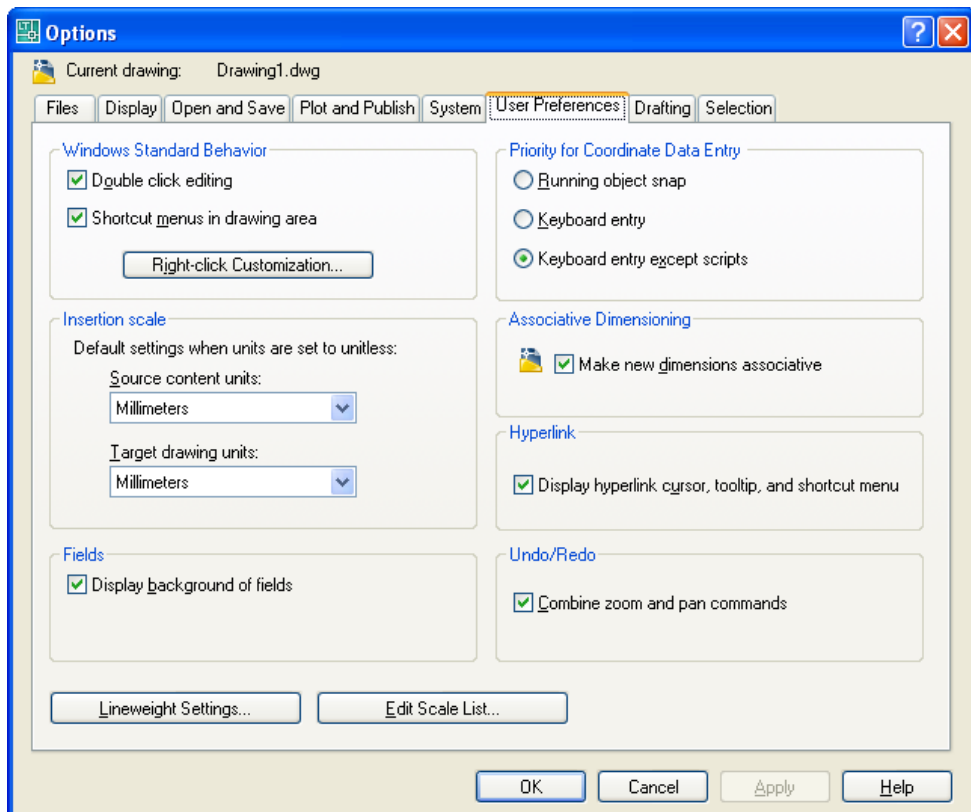 Options
Current drawing: Drawing1.dwg
Files Display Open and Save Plot and Publish System User Preferences Drafting Selection
Windows Standard Behavior
Double click editing
Shortcut menus in drawing area
Right-click Customization...
Priority for Coordinate Data Entry
Running object snap
Keyboard entry
Keyboard entry except scripts
Insertion scale
Default settings when units are set to unitless:
Source content units:
Millimeters
Target drawing units:
Millimeters
Associative Dimensioning
Make new dimensions associative
Hyperlink
Display hyperlink cursor, tooltip, and shortcut menu
Fields
Display background of fields
Undo/Redo
Combine zoom and pan commands
Lineweight Settings... Edit Scale List...
OK Cancel Apply Help